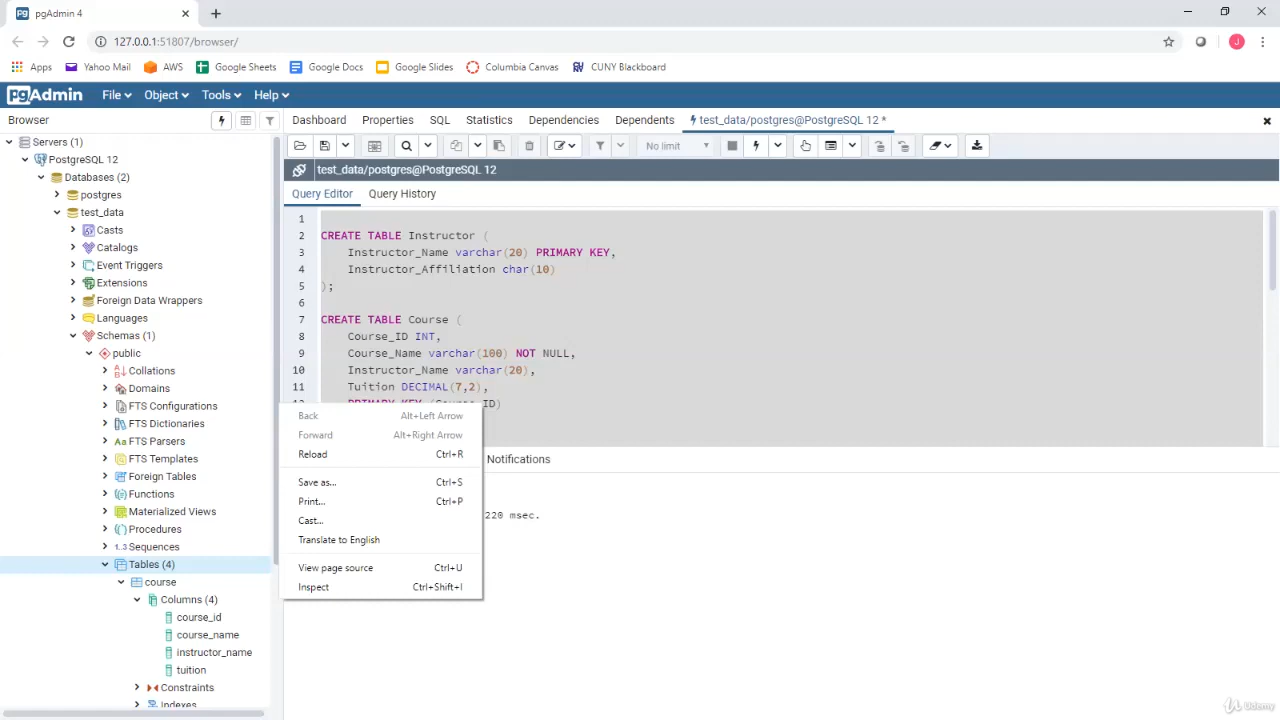 pgAdmin 4
127.0.0.1:51807/browser/
Apps Yahoo Mail AWS Google Sheets Google Docs Google Slides Columbia Canvas CUNY Blackboard
pgAdmin File Object Tools Help
Browser
Dashboard Properties SQL Statistics Dependencies Dependents test_data/postgres@PostgreSQL 12 *
No limit
test_data/postgres@PostgreSQL 12
Query Editor Query History
Servers (1)
PostgreSQL 12
Databases (2)
postgres
test_data
Casts
Catalogs
Event Triggers
Extensions
Foreign Data Wrappers
Languages
Schemas (1)
public
Collations
Domains
FTS Configurations
FTS Dictionaries
FTS Parsers
FTS Templates
Foreign Tables
Functions
Materialized Views
Procedures
1..3 Sequences
Tables (4)
course
Columns (4)
course_id
course_name
instructor_name
tuition
Constraints
Indexes
1
2 CREATE TABLE Instructor (
3 Instructor_Name varchar(20) PRIMARY KEY,
4 Instructor_Affiliation char(10)
5 );
6
7 CREATE TABLE Course (
8 Course_ID INT,
9 Course_Name varchar(100) NOT NULL,
10 Instructor_Name varchar(20),
11 Tuition DECIMAL(7,2),
12 PRIMARY KEY (Course_ID)
Back Alt+Left Arrow
Forward Alt+Right Arrow
Reload Ctrl+R
Save as... Ctrl+S
Print... Ctrl+P
Cast...
Translate to English
View page source Ctrl+U
Inspect Ctrl+Shift+I
Notifications
220 msec.
Udemy